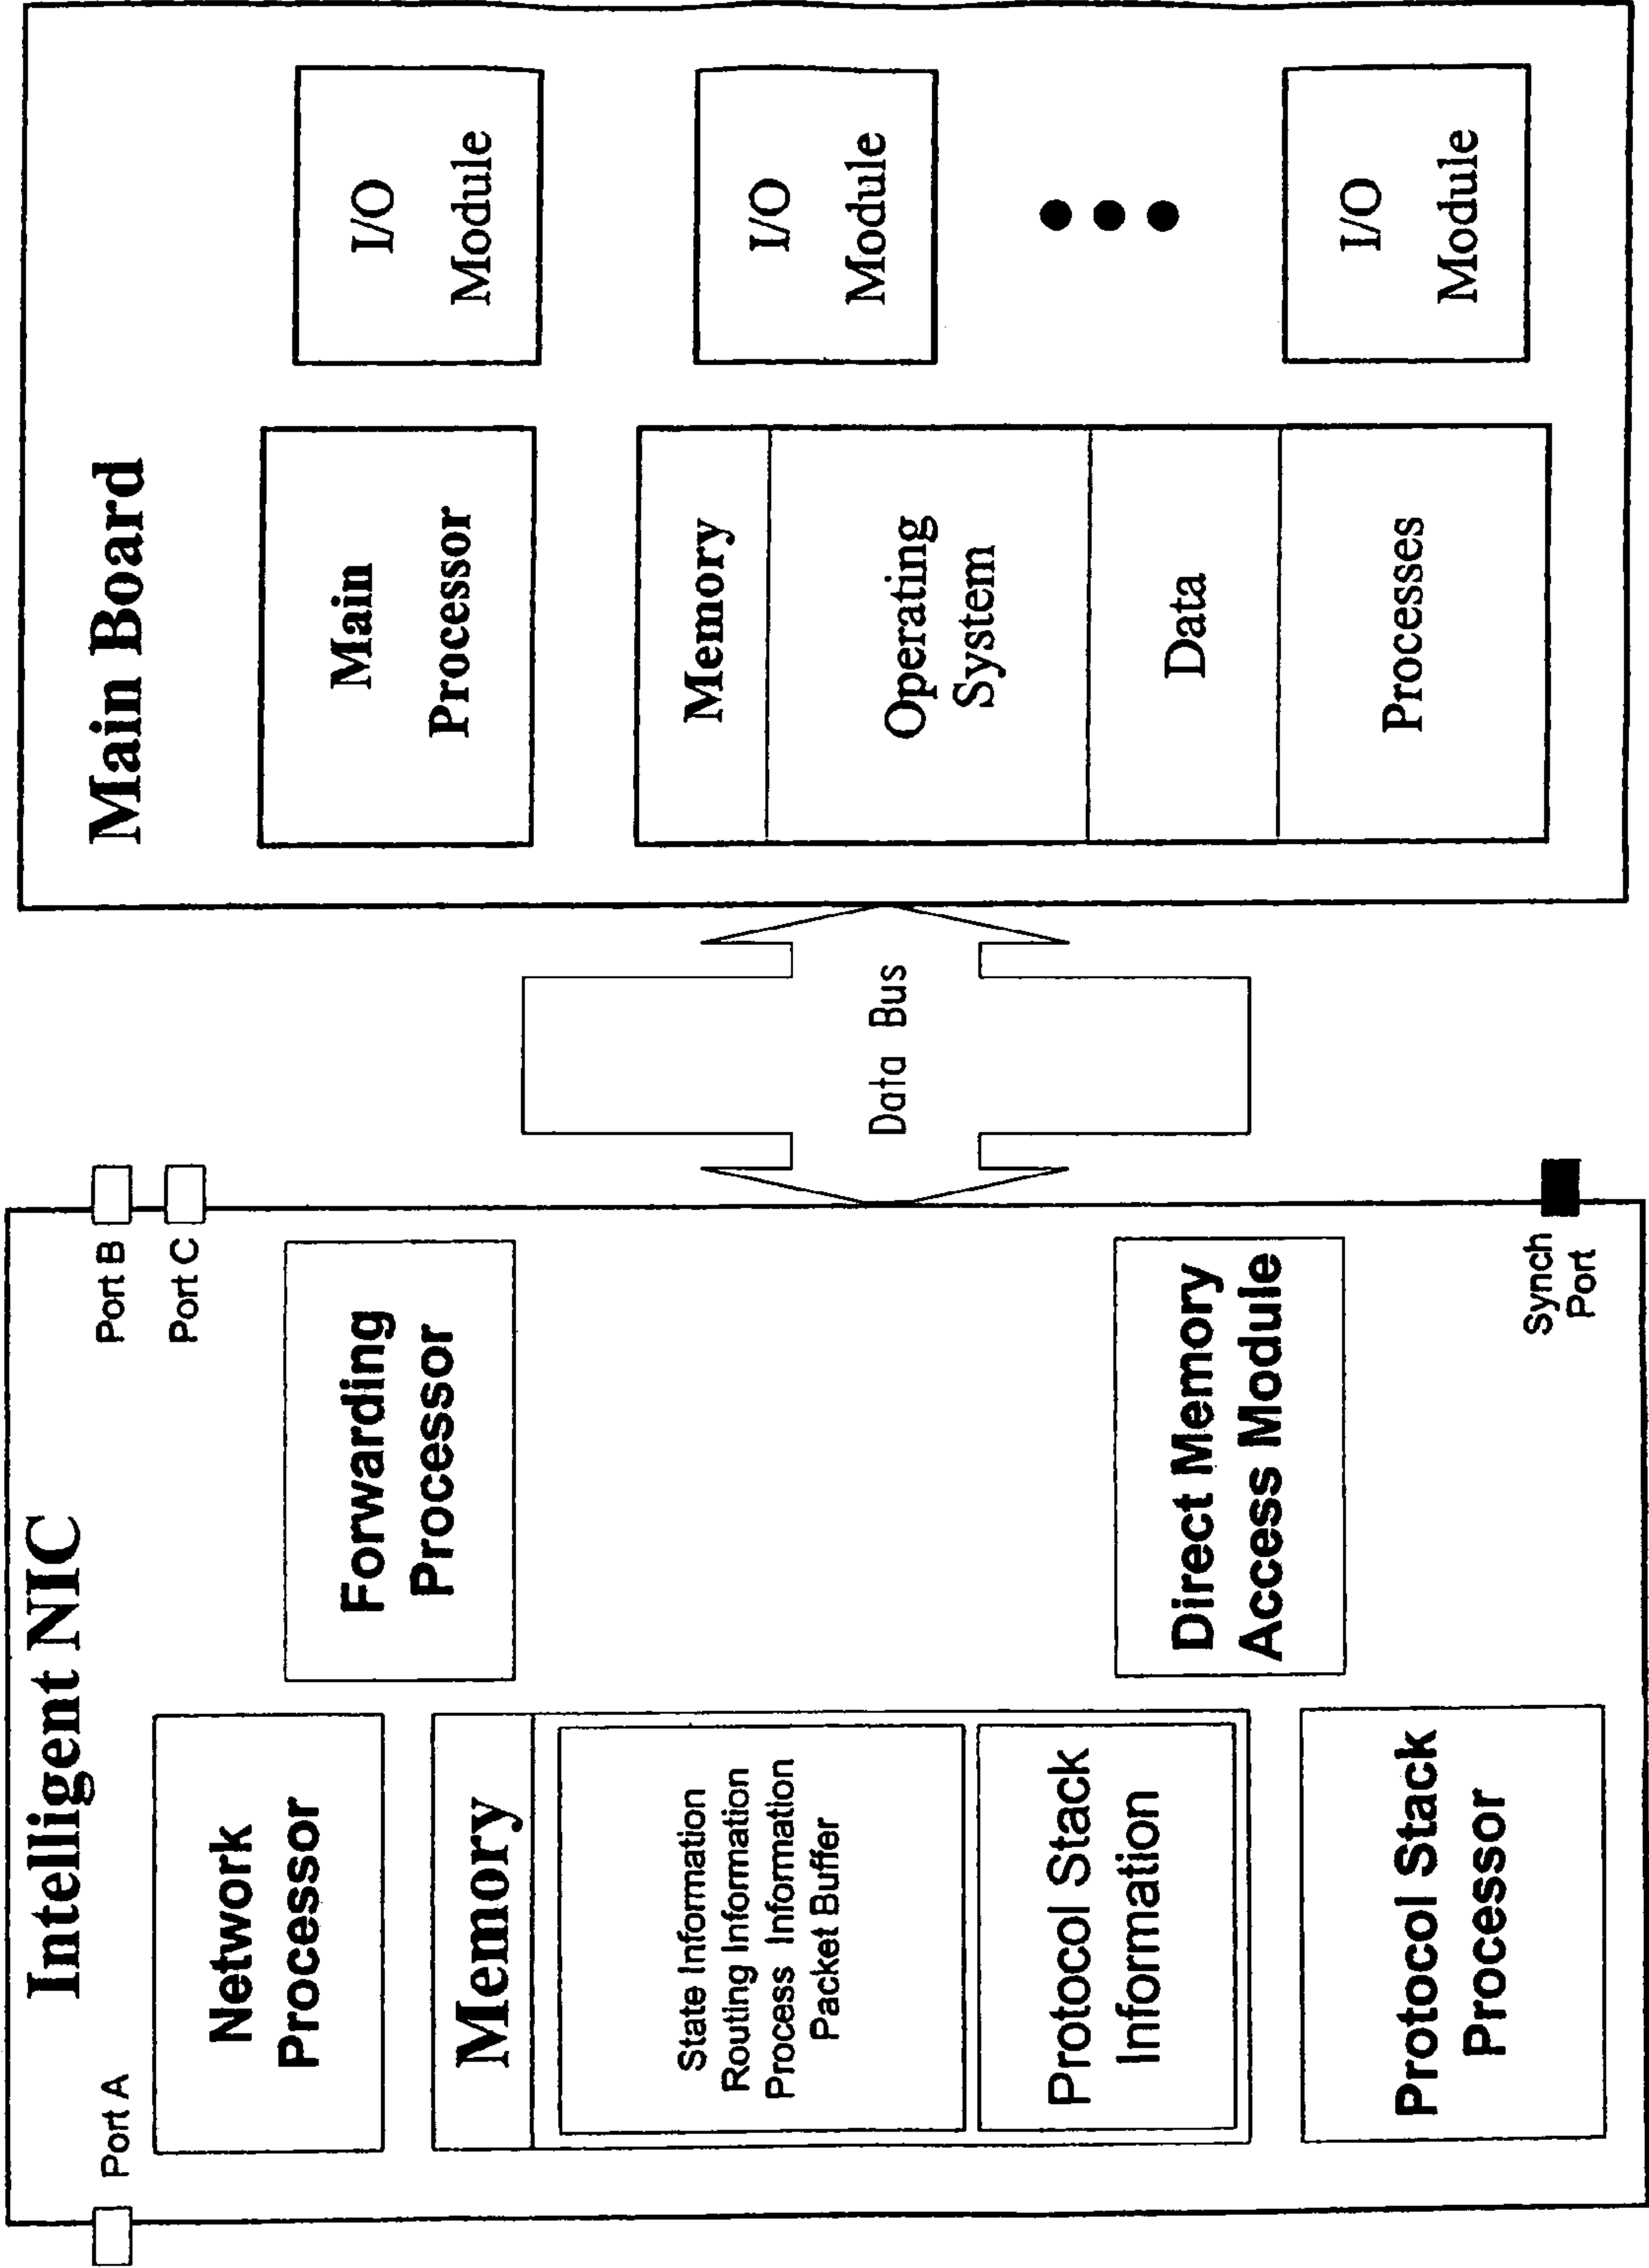 Intelligent NIC
Port A
Port B
Port C
Network
Processor
Forwarding
Processor
Memory
State Information
Routing Information
Process Information
Packet Buffer
Protocol Stack
Information
Direct Memory
Access Module
Protocol Stack
Processor
Synch
Port
Data Bus
Main Board
Main
Processor
I/O
Module
Memory
Operating
System
Data
Processes
I/O
Module
I/O
Module